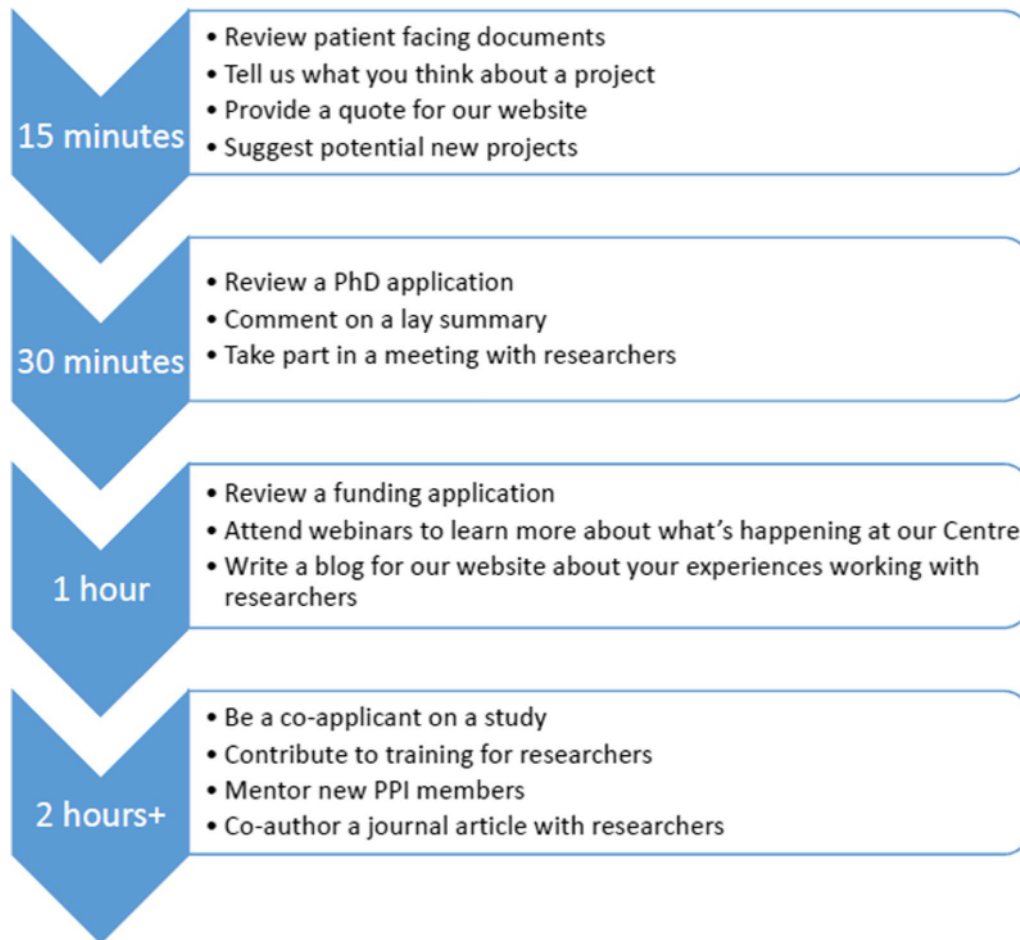 15 minutes
• Review patient facing documents
• Tell us what you think about a project
• Provide a quote for our website
• Suggest potential new projects
30 minutes
• Review a PhD application
• Comment on a lay summary
• Take part in a meeting with researchers
1 hour
• Review a funding application
• Attend webinars to learn more about what’s happening at our Centre
• Write a blog for our website about your experiences working with
researchers
2 hours+
• Be a co-applicant on a study
• Contribute to training for researchers
• Mentor new PPI members
• Co-author a journal article with researchers